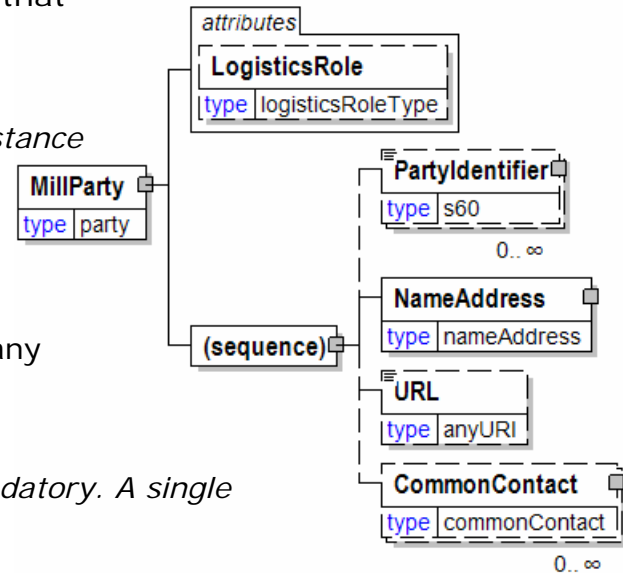 that
attributes
LogisticsRole
type logisticsRoleType
stance
MillParty
type party
PartyIdentifier
type s60
0.. ∞
NameAddress
type nameAddress
(sequence)
any
URL
type anyURI
datory. A single
CommonContact
type commonContact
0.. ∞